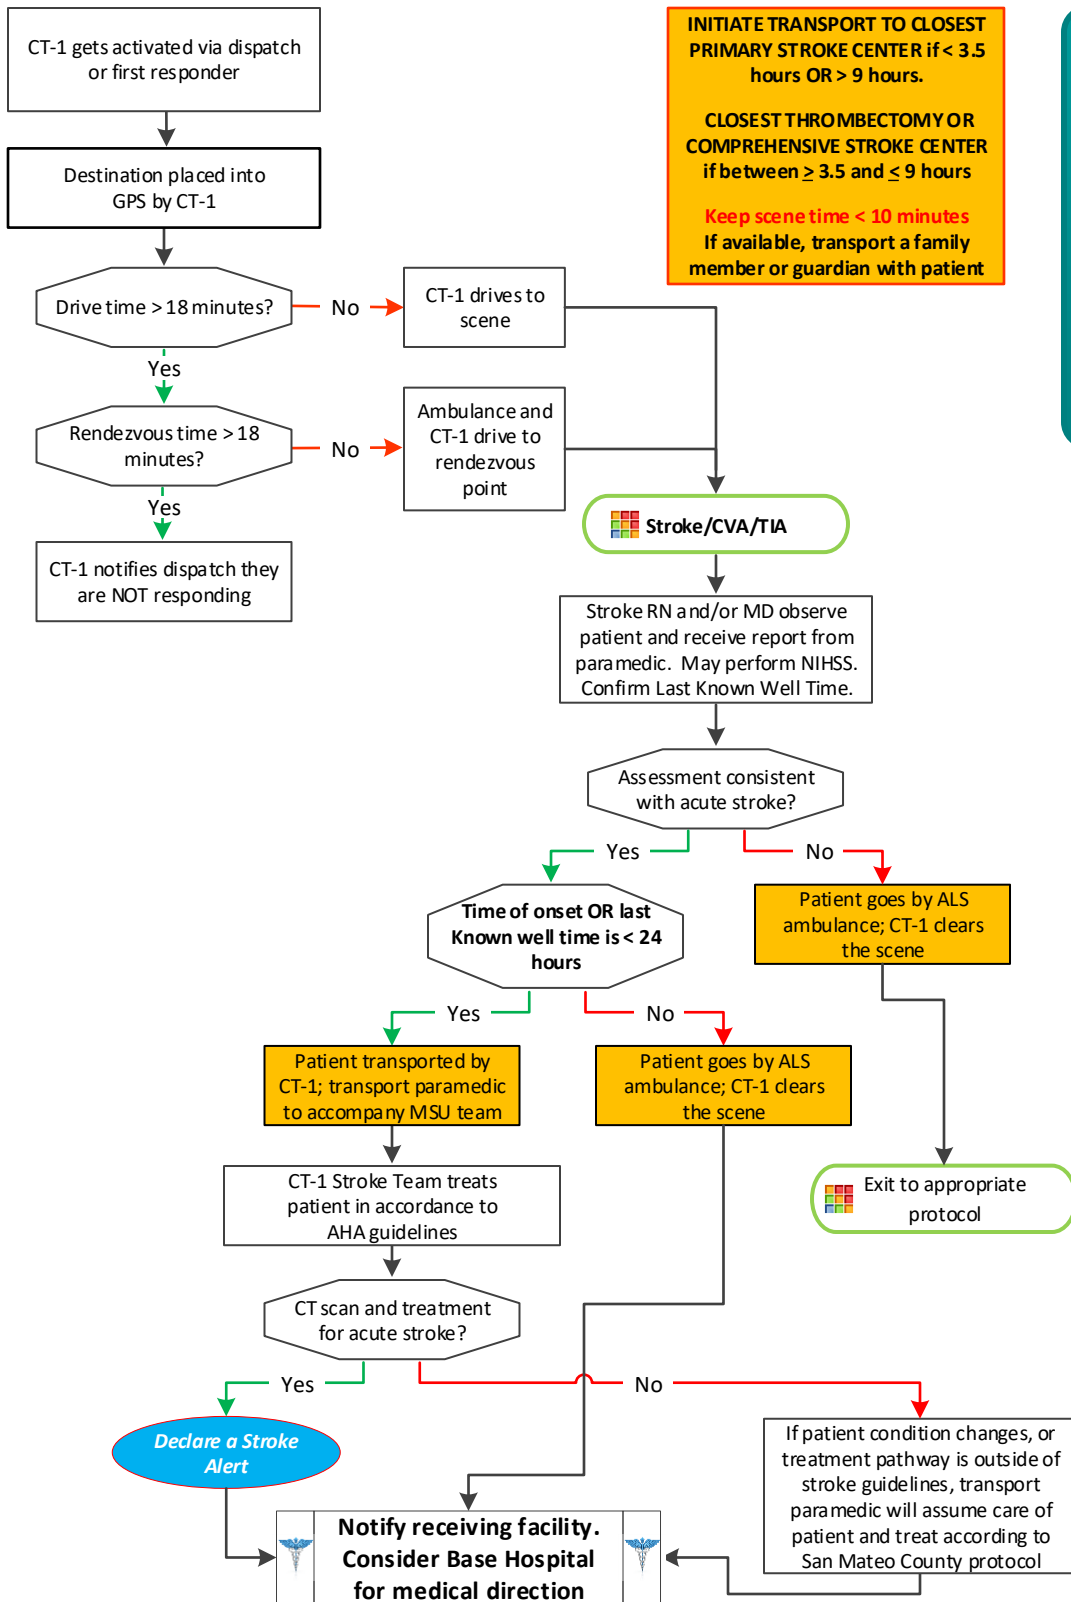 CT-1 gets activated via dispatch
or first responder
INITIATE TRANSPORT TO CLOSEST
PRIMARY STROKE CENTER if < 3.5
hours OR > 9 hours.
CLOSEST THROMBECTOMY OR
COMPREHENSIVE STROKE CENTER
if between ≥ 3.5 and ≤ 9 hours
Keep scene time < 10 minutes
If available, transport a family
member or guardian with patient
Destination placed into
GPS by CT-1
Drive time > 18 minutes?
No
CT-1 drives to
scene
Yes
Rendezvous time > 18
minutes?
No
Ambulance and
CT-1 drive to
rendezvous
point
Yes
CT-1 notifies dispatch they
are NOT responding
Stroke/CVA/TIA
Stroke RN and/or MD observe
patient and receive report from
paramedic.  May perform NIHSS.
Confirm Last Known Well Time.
Assessment consistent
with acute stroke?
Yes
No
Time of onset OR last
Known well time is < 24
hours
Patient goes by ALS
ambulance; CT-1 clears
the scene
Yes
No
Patient transported by
CT-1; transport paramedic
to accompany MSU team
Patient goes by ALS
ambulance; CT-1 clears
the scene
CT-1 Stroke Team treats
patient in accordance to
AHA guidelines
Exit to appropriate
protocol
CT scan and treatment
for acute stroke?
Yes
No
Declare a Stroke
Alert
If patient condition changes, or
treatment pathway is outside of
stroke guidelines, transport
paramedic will assume care of
patient and treat according to
San Mateo County protocol
Notify receiving facility.
Consider Base Hospital
for medical direction